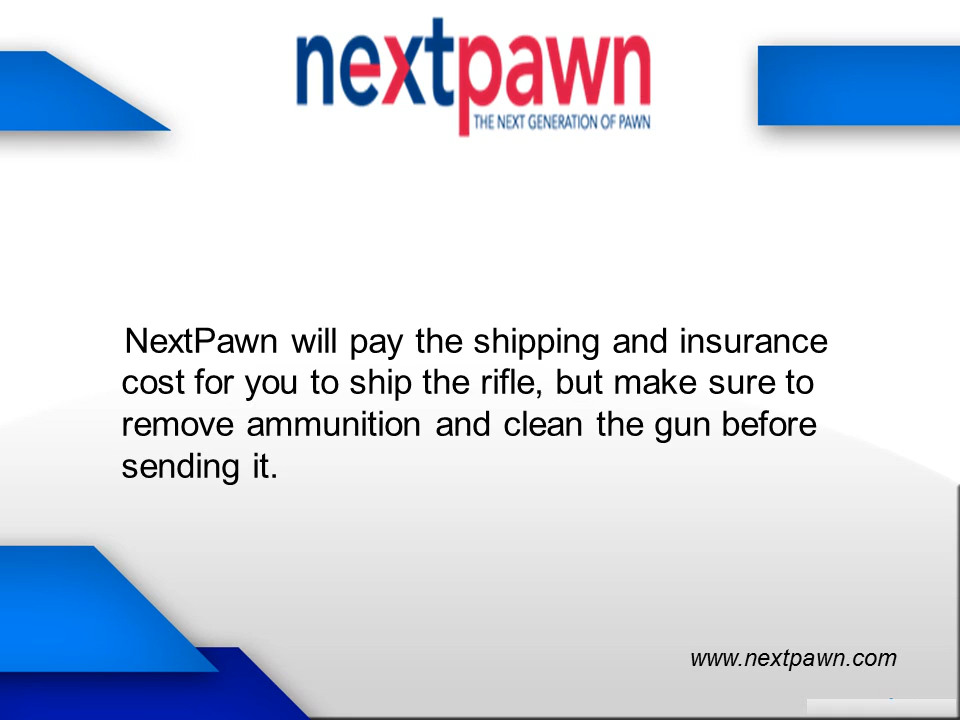 nextpawn
THE NEXT GENERATION OF PAWN
NextPawn will pay the shipping and insurance
cost for you to ship the rifle, but make sure to
remove ammunition and clean the gun before
sending it.
www.nextpawn.com